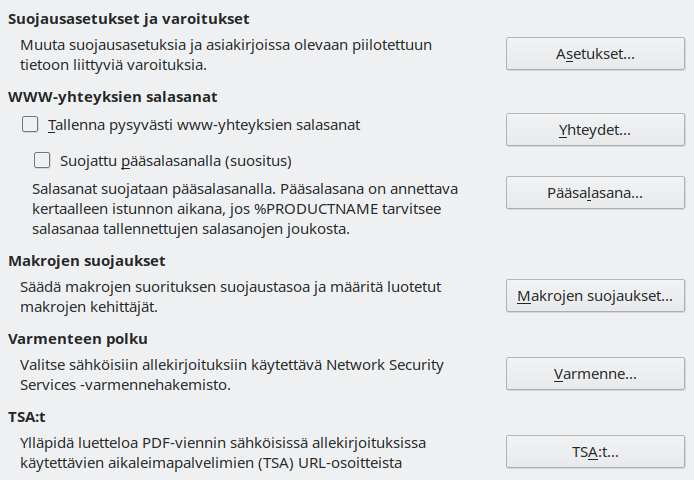 Suojausasetukset ja varoitukset
Muuta suojausasetuksia ja asiakirjoissa olevaan piilotettuun
tietoon liittyviä varoituksia.
Asetukset...
WWW-yhteyksien salasanat
Tallenna pysyvästi www-yhteyksien salasanat
Yhteydet...
Suojattu pääsalasanalla (suositus)
Salasanat suojataan pääsalasanalla. Pääsalasana on annettava
kertaalleen istunnon aikana, jos %PRODUCTNAME tarvitsee
salasanaa tallennettujen salasanojen joukosta.
Pääsalasana...
Makrojen suojaukset
Säädä makrojen suorituksen suojaustasoa ja määritä luotetut
makrojen kehittäjät.
Makrojen suojaukset...
Varmenteen polku
Valitse sähköisiin allekirjoituksiin käytettävä Network Security
Services -varmennehakemisto.
Varmenne...
TSA:t
Ylläpidä luetteloa PDF-viennin sähköisissä allekirjoituksissa
käytettävien aikaleimapalvelimien (TSA) URL-osoitteista
TSA:t...